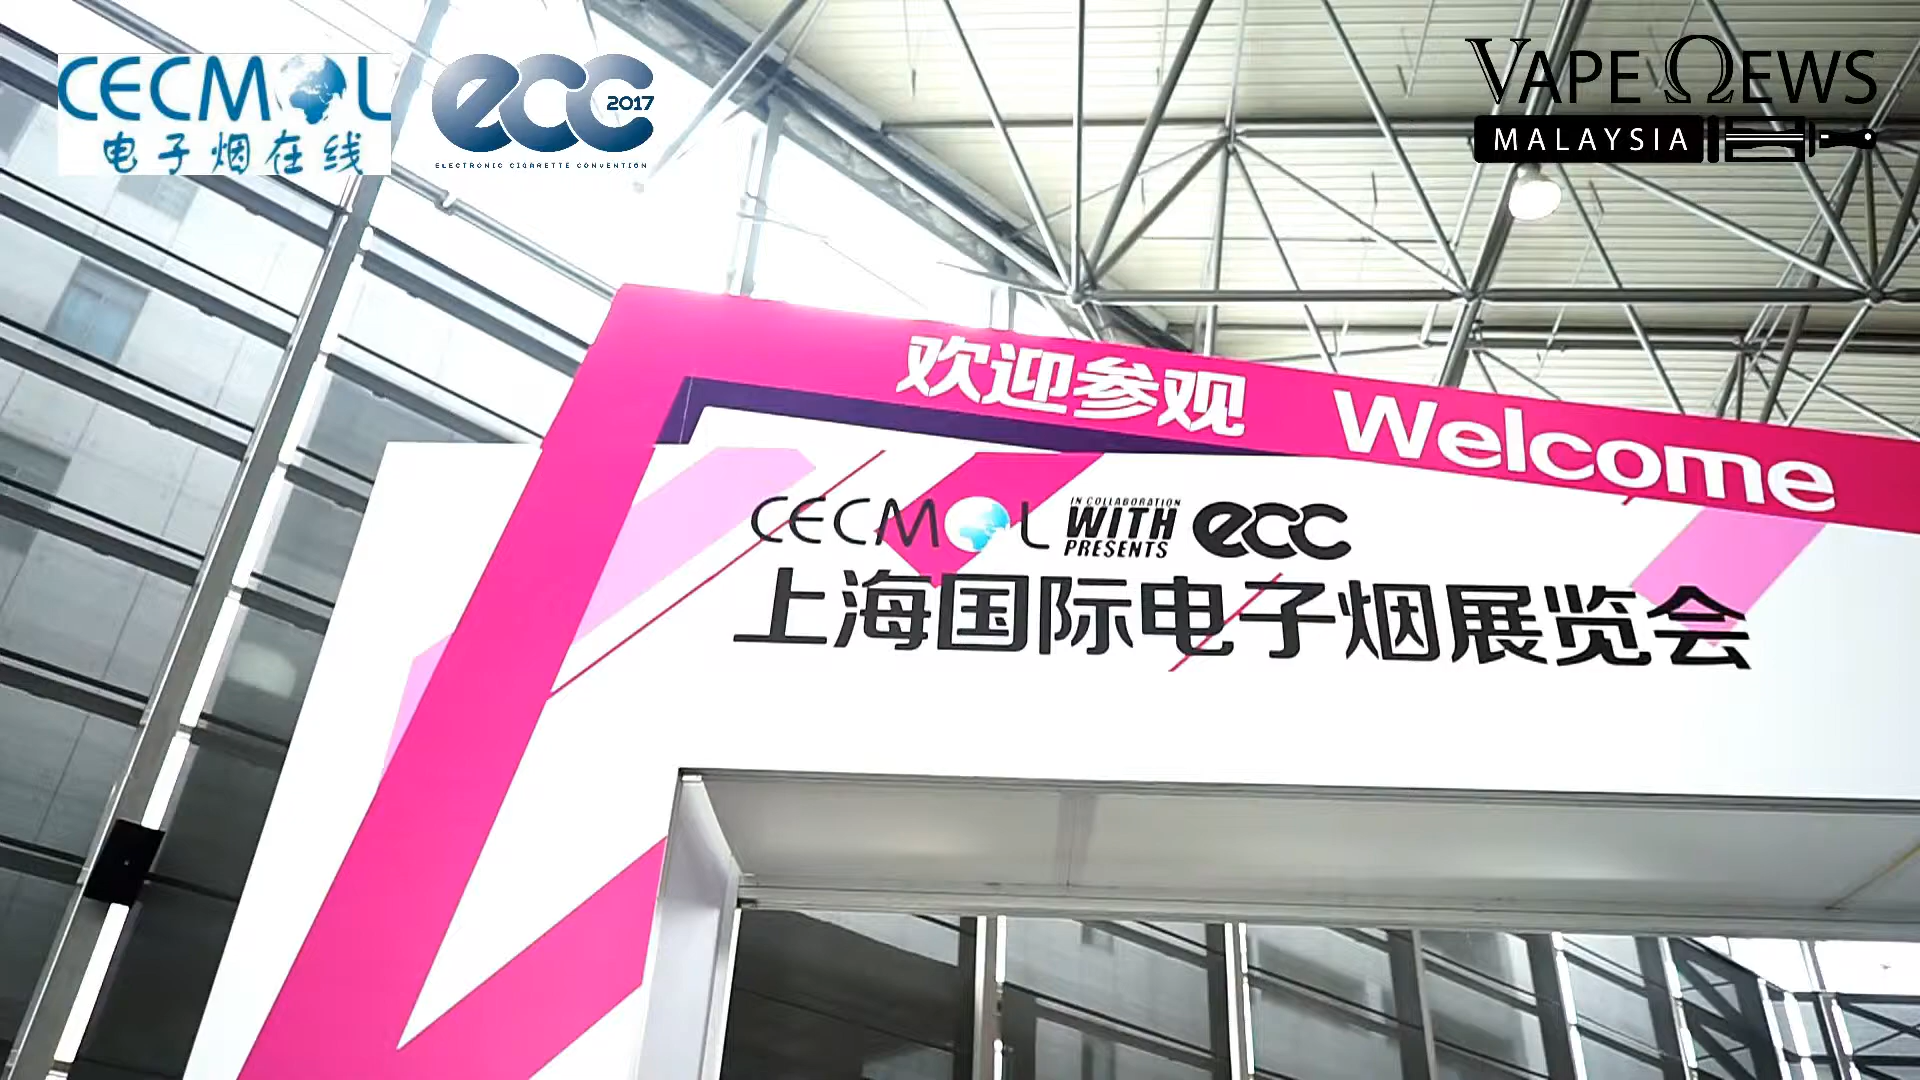 CECMOL
电子烟在线
ecc
2017
ELECTRONIC CIGARETTE CONVENTION
VAPE ΩEWS
MALAYSIA
欢迎参观 Welcome
CECMOL IN COLLABORATION WITH PRESENTS ecc
上海国际电子烟展览会